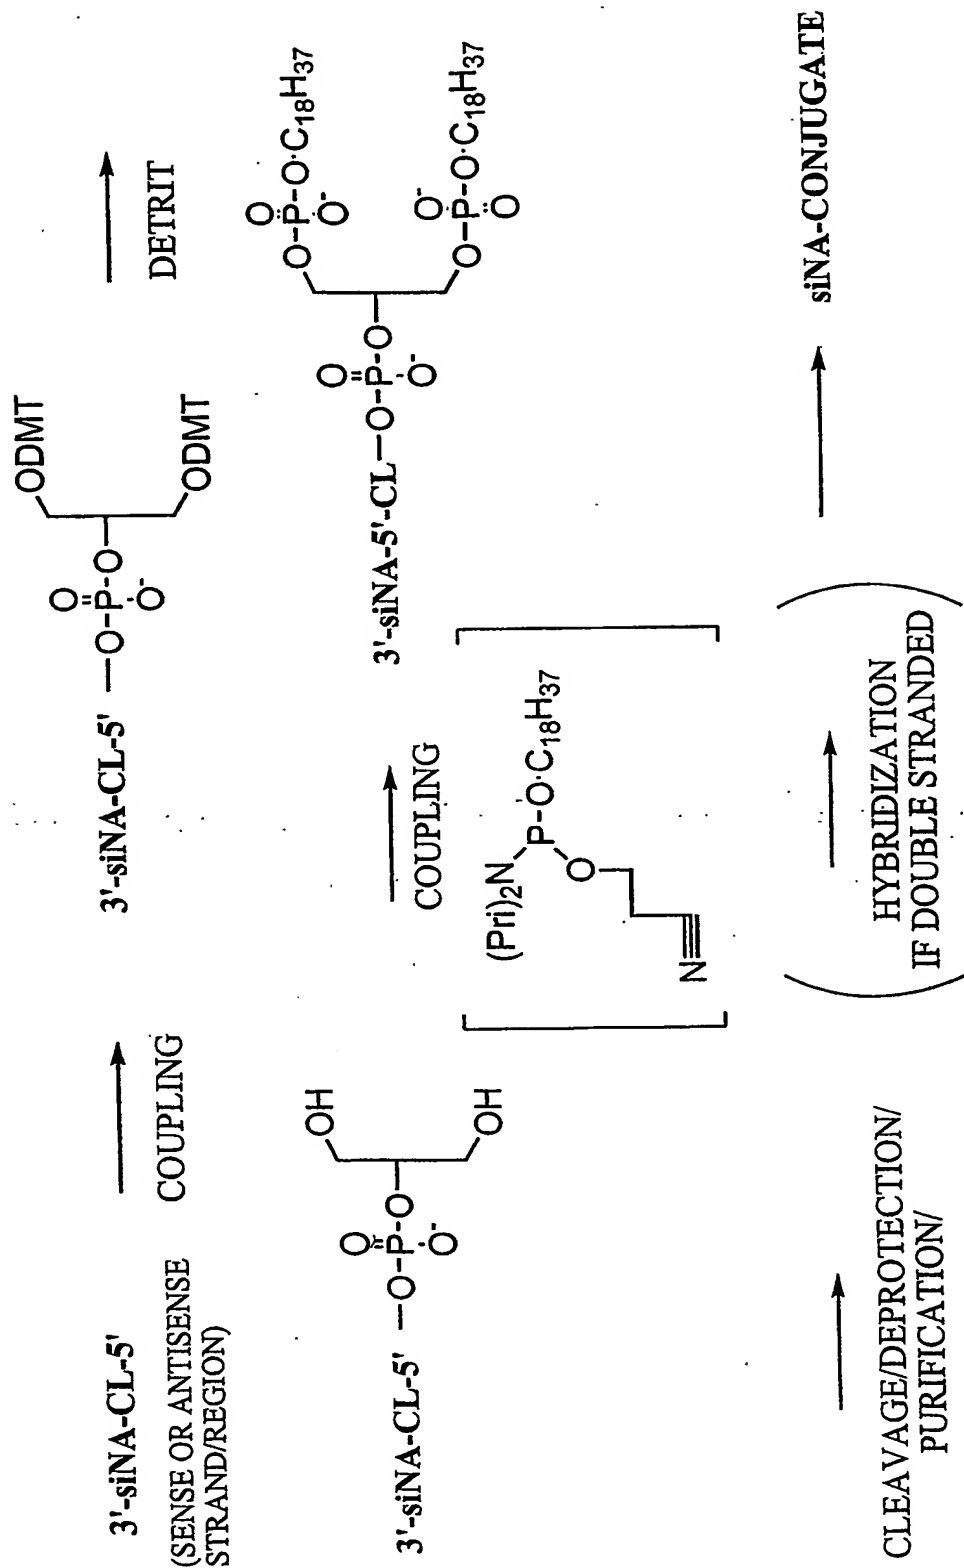 3'-siNA-CL-5'
(SENSE OR ANTISENSE
STRAND/REGION)
COUPLING
3'-siNA-CL-5' —O-P-O
O
O-
ODMT
ODMT
DETRIT
3'-siNA-CL-5' —O-P-O
O
O-
OH
OH
COUPLING
(Pri)2N
P-O·C18H37
O
N
3'-siNA-5'-CL—O-P-O
O
O-
O
O-P-O·C18H37
O-
O-
O-P-O·C18H37
O
CLEAVAGE/DEPROTECTION/
PURIFICATION/
HYBRIDIZATION
IF DOUBLE STRANDED
siNA-CONJUGATE